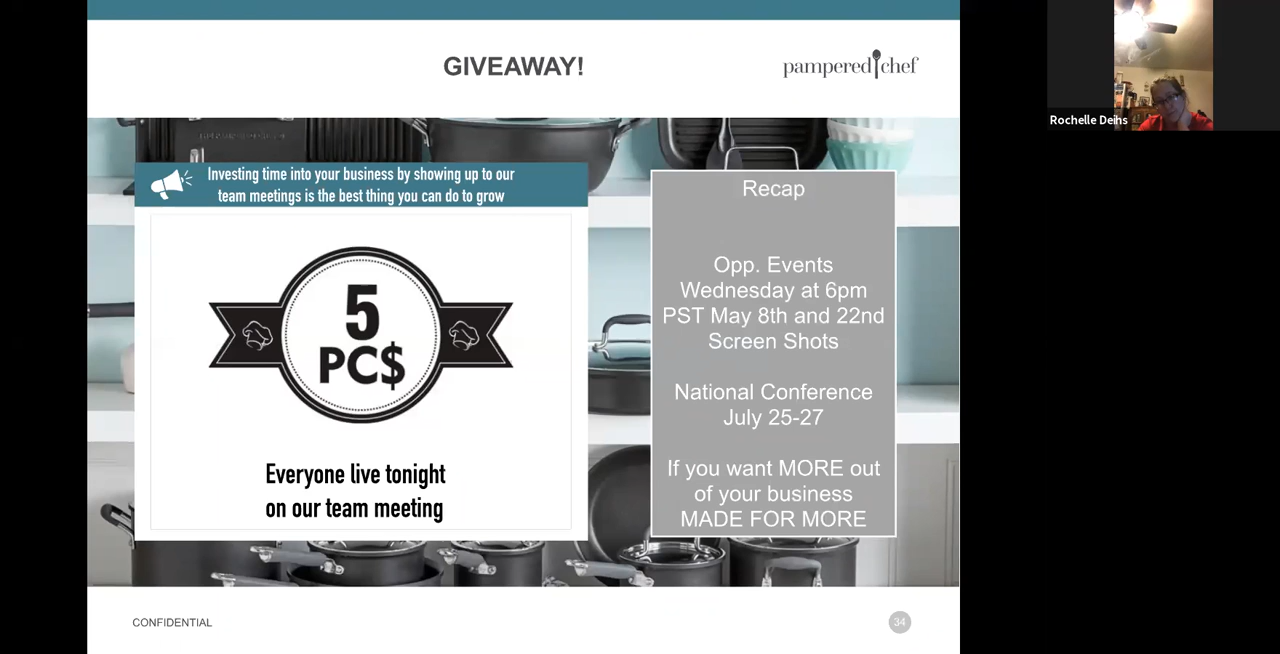 GIVEAWAY!
pampered chef
Rochelle Deihs
Investing time into your business by showing up to our
team meetings is the best thing you can do to grow
5
PC$
Everyone live tonight
on our team meeting
Recap
Opp. Events
Wednesday at 6pm
PST May 8th and 22nd
Screen Shots
National Conference
July 25-27
If you want MORE out
of your business
MADE FOR MORE
CONFIDENTIAL
34